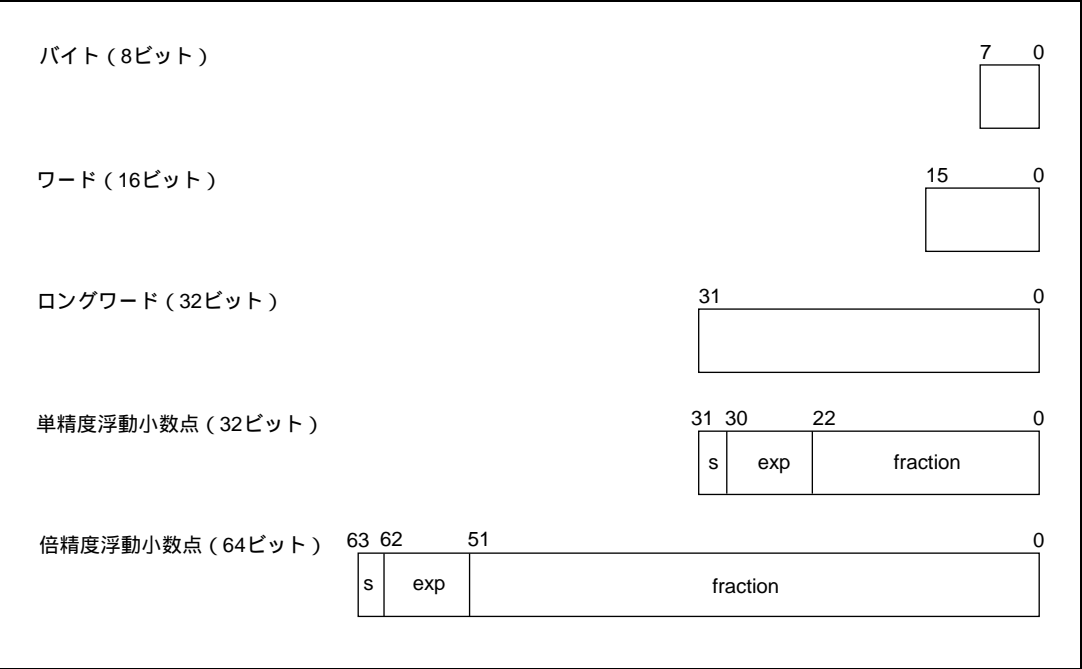 バイト(8ビット)
7 0
ワード(16ビット)
15 0
ロングワード(32ビット)
31 0
単精度浮動小数点(32ビット)
31 30 22 0
s exp fraction
倍精度浮動小数点(64ビット)
63 62 51 0
s exp fraction